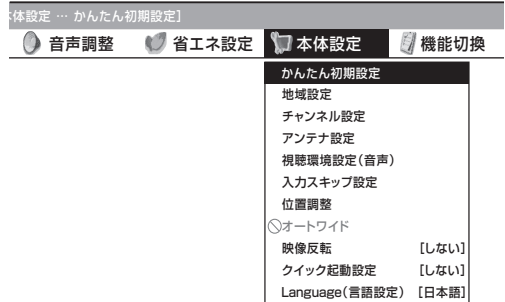 体設定 … かんたん初期設定]
音声調整 省エネ設定 本体設定 機能切換
かんたん初期設定
地域設定
チャンネル設定
アンテナ設定
視聴環境設定(音声)
入力スキップ設定
位置調整
オートワイド
映像反転 [しない]
クイック起動設定 [しない]
Language(言語設定) [日本語]